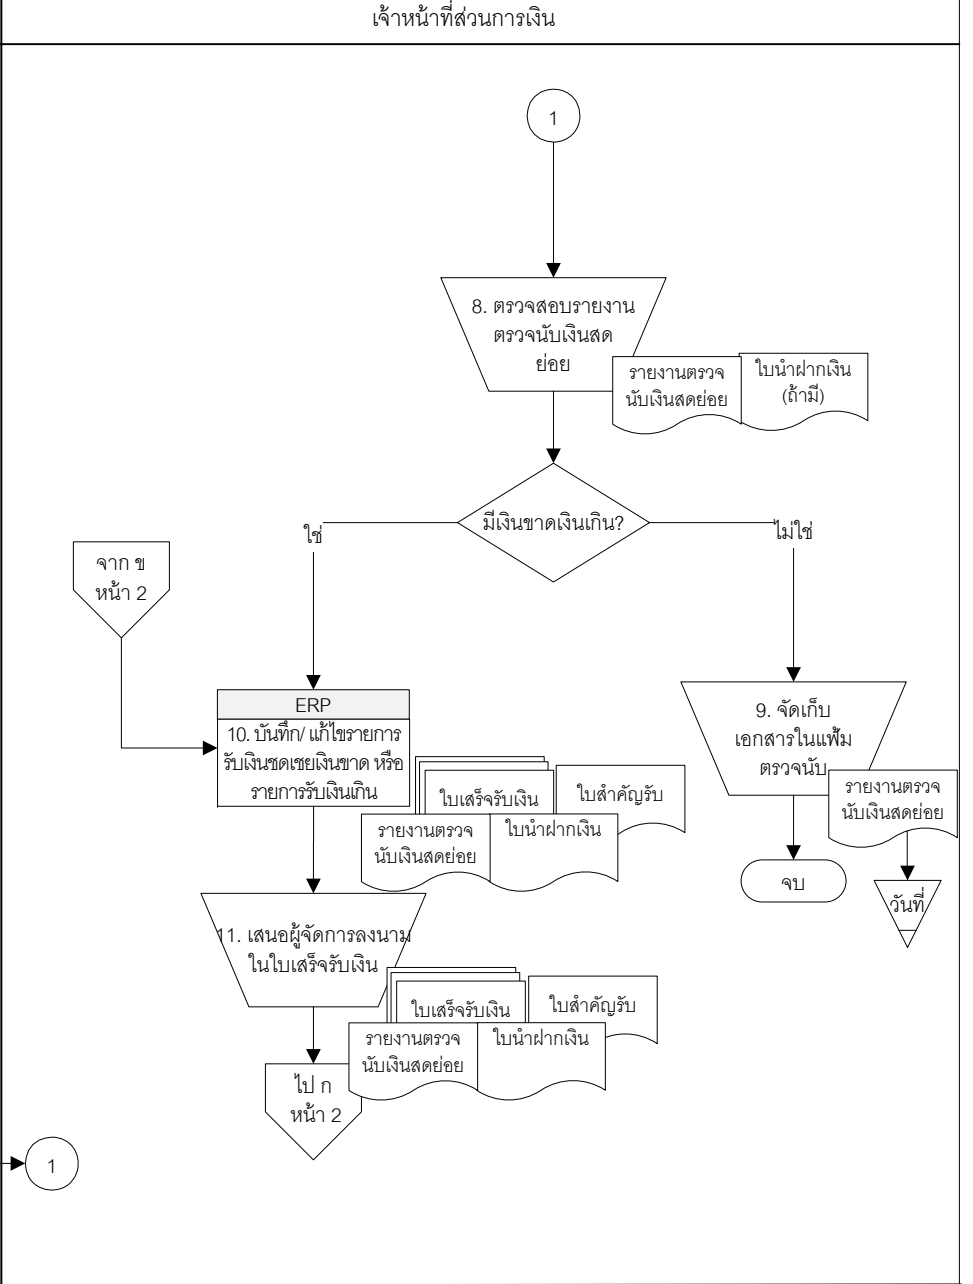 เจ้าหน้าที่ส่วนการเงิน
1
8. ตรวจสอบรายงาน
ตรวจนับเงินสด
ย่อย
รายงานตรวจ
นับเงินสดย่อย
ใบนำฝากเงิน
(ถ้ามี)
มีเงินขาดเงินเกิน?
ใช่
ไม่ใช่
จาก ข
หน้า 2
ERP
10. บันทึก/ แก้ไขรายการ
รับเงินชดเชยเงินขาด หรือ
รายการรับเงินเกิน
ใบเสร็จรับเงิน
ใบสำคัญรับ
รายงานตรวจ
นับเงินสดย่อย
ใบนำฝากเงิน
9. จัดเก็บ
เอกสารในแฟ้ม
ตรวจนับ
รายงานตรวจ
นับเงินสดย่อย
จบ
วันที่
11. เสนอผู้จัดการลงนาม
ในใบเสร็จรับเงิน
ใบเสร็จรับเงิน
ใบสำคัญรับ
รายงานตรวจ
นับเงินสดย่อย
ใบนำฝากเงิน
ไป ก
หน้า 2
1